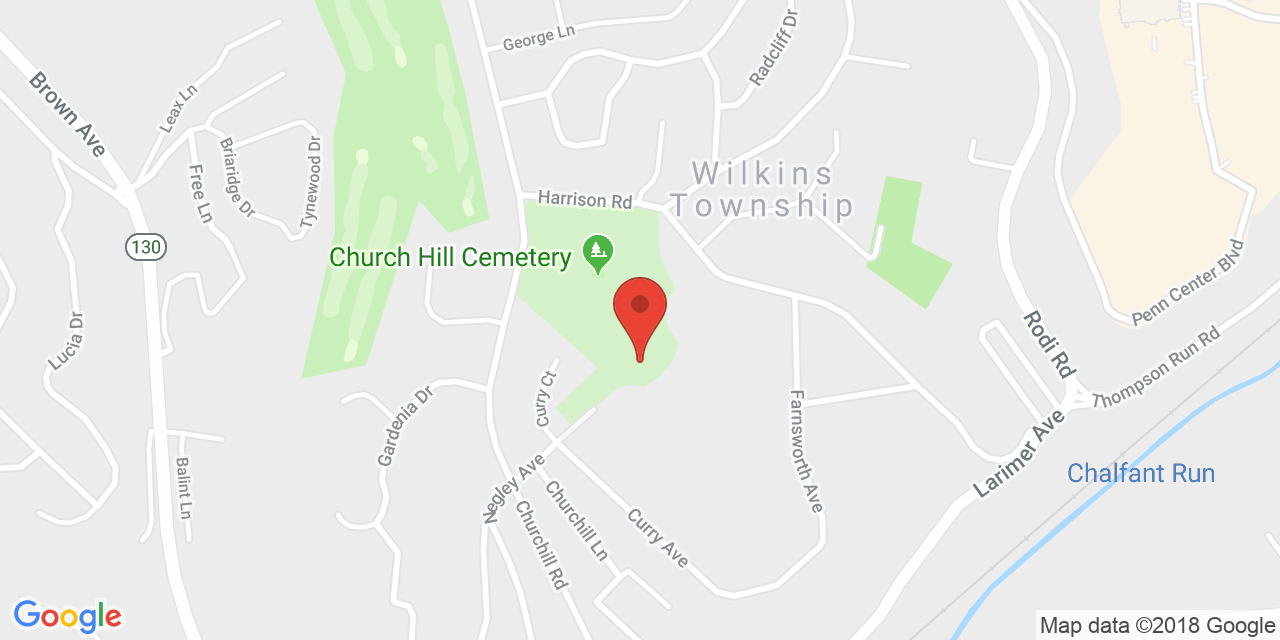 George Ln
Radcliff Dr
Brown Ave
Leax Ln
Briaridge Dr
Tynewood Dr
Free Ln
Harrison Rd
Wilkins
Township
130
Church Hill Cemetery
Penn Center Blvd
Lucia Dr
Rodi Rd
Thompson Run Rd
Curry Ct
Gardenia Dr
Farnsworth Ave
Larimer Ave
Balint Ln
Negley Ave
Chalfant Run
Churchill Rd
Churchill Ln
Curry Ave
Google
Map data ©2018 Google